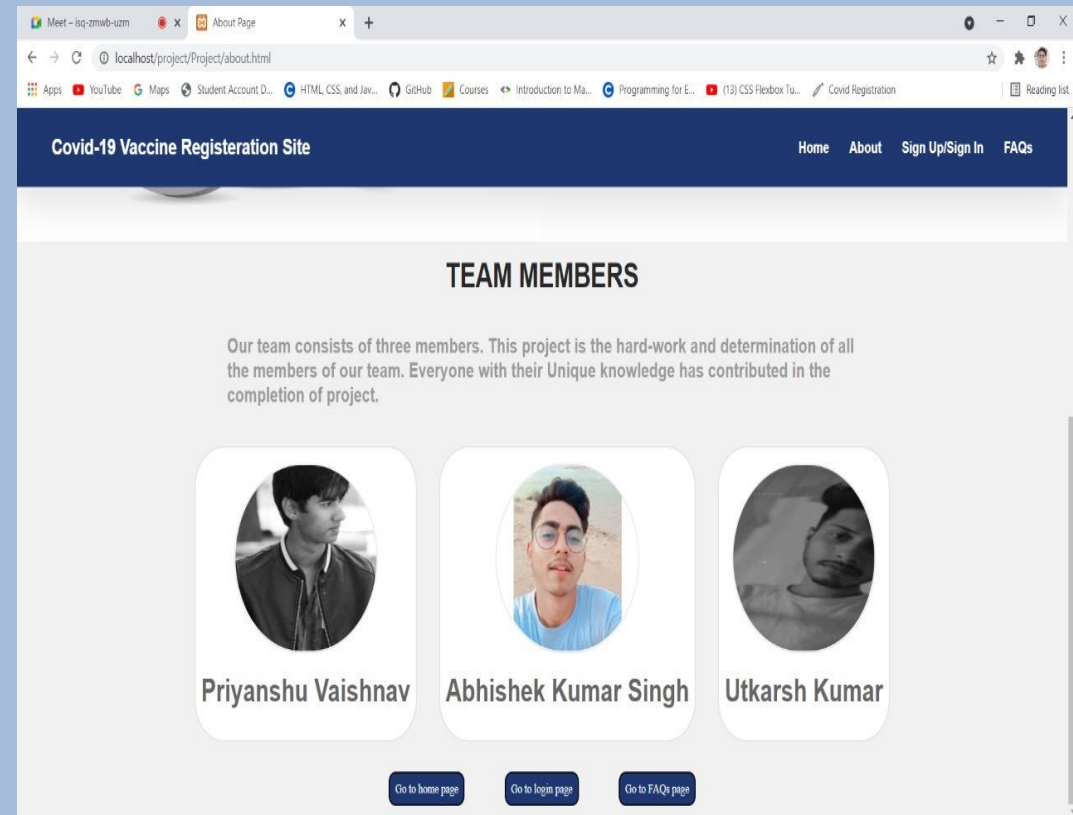 Meet – isq-zmwb-uzm
About Page
localhost/project/Project/about.html
Apps YouTube Maps Student Account D... HTML, CSS, and Jav... GitHub Courses Introduction to Ma... Programming for E... (13) CSS Flexbox Tu... Covid Registration Reading list
Covid-19 Vaccine Registeration Site Home About Sign Up/Sign In FAQs
TEAM MEMBERS
Our team consists of three members. This project is the hard-work and determination of all
the members of our team. Everyone with their Unique knowledge has contributed in the
completion of project.
Priyanshu Vaishnav Abhishek Kumar Singh Utkarsh Kumar
Go to home page Go to login page Go to FAQs page